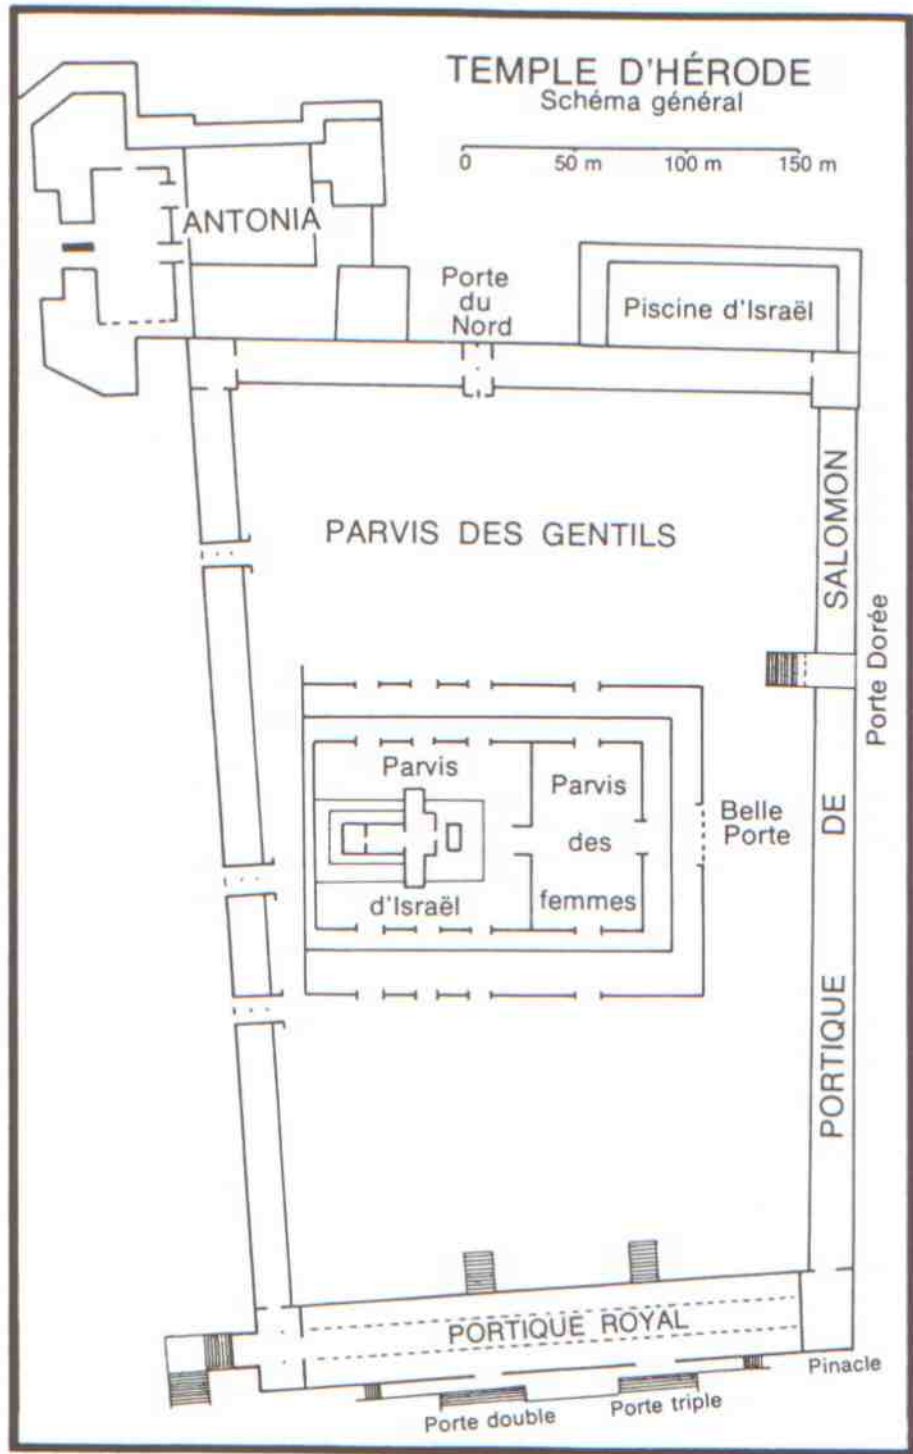 TEMPLE D'HÉRODE
Schéma général
0 50 m 100 m 150 m
ANTONIA
Porte
du
Nord
Piscine d'Israël
PARVIS DES GENTILS
PORTIQUE DE SALOMON
Porte Dorée
Parvis
d'Israël
Parvis
des
femmes
Belle
Porte
PORTIQUE ROYAL
Pinacle
Porte double
Porte triple